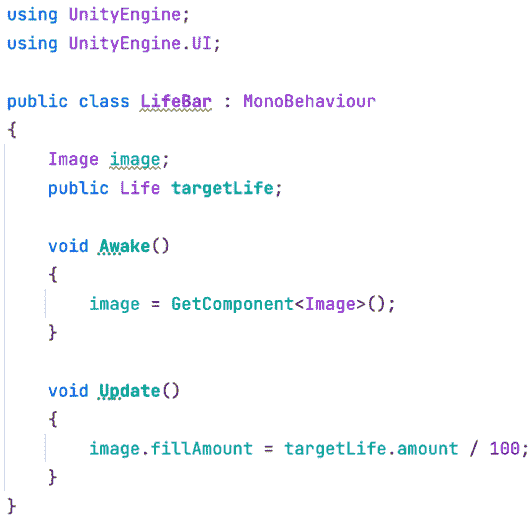 using UnityEngine;
using UnityEngine.UI;

public class LifeBar : MonoBehaviour
{
    Image image;
    public Life targetLife;

    void Awake()
    {
        image = GetComponent<Image>();
    }

    void Update()
    {
        image.fillAmount = targetLife.amount / 100;
    }
}